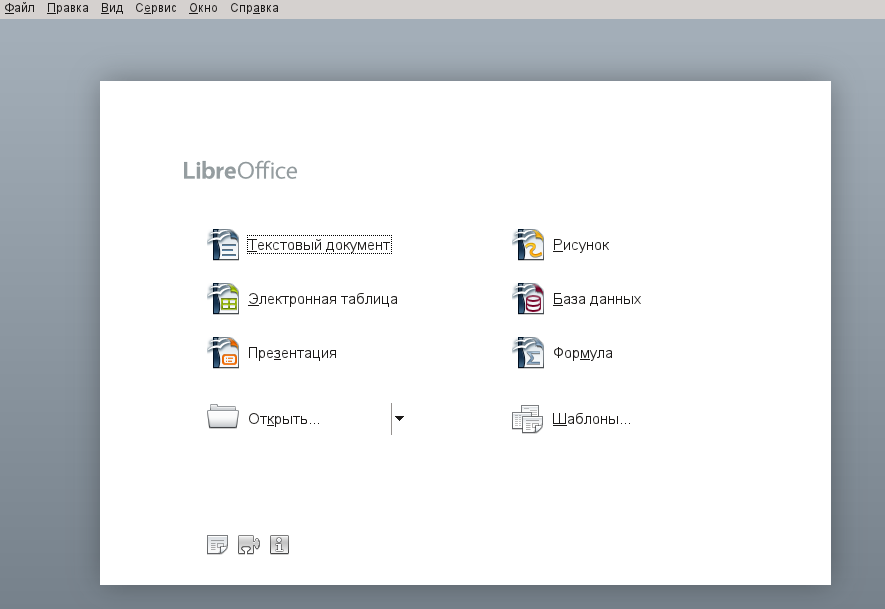 Файл Правка Вид Сервис Окно Справка
LibreOffice
Текстовый документ
Рисунок
Электронная таблица
База данных
Презентация
Формула
Открыть...
Шаблоны...